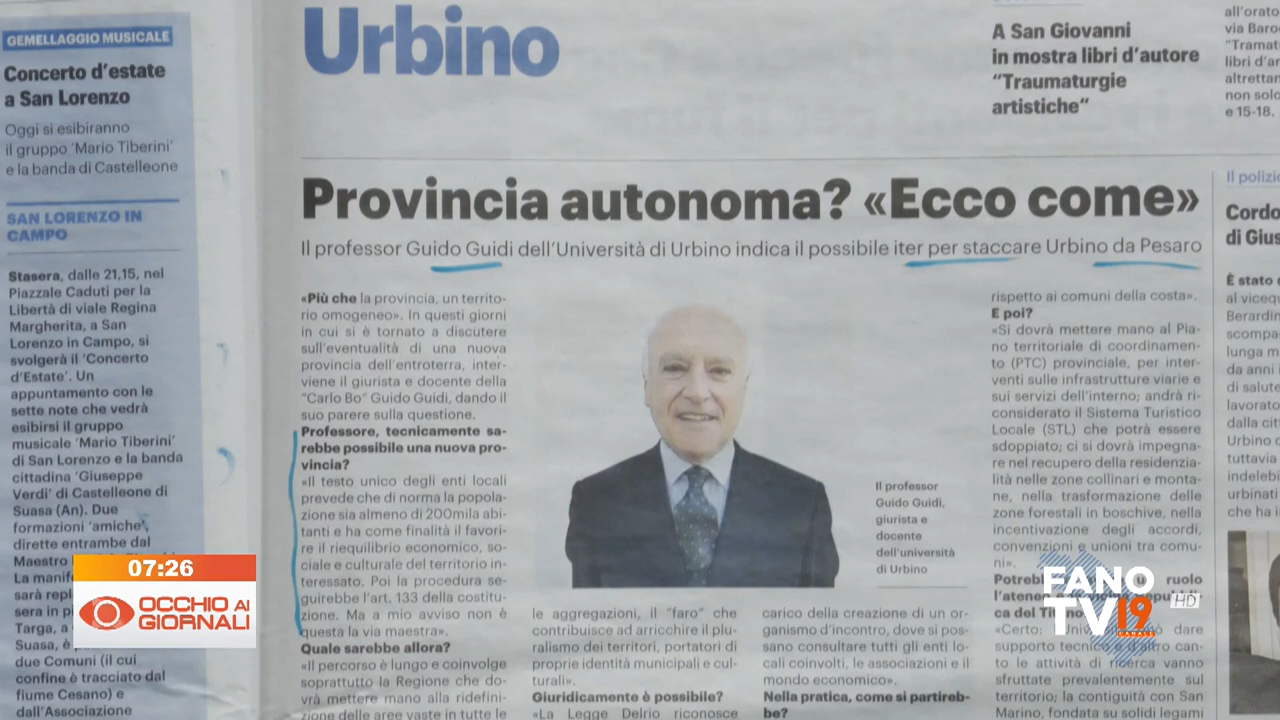 GEMELLAGGIO MUSICALE
Concerto d'estate
a San Lorenzo
Oggi si esibiranno
il gruppo 'Mario Tiberini'
e la banda di Castelleone
SAN LORENZO IN
CAMPO
Stasera, dalle 21,15, nel
Piazzale Caduti per la
Libertà di viale Regina
Margherita, a San
Lorenzo in Campo, si
svolgerà il 'Concerto
d'Estate'. Un
appuntamento con le
sette note che vedrà
esibirsi il gruppo
musicale 'Mario Tiberini'
di San Lorenzo e la banda
cittadina 'Giuseppe
Verdi' di Castelleone di
Suasa (An). Due
formazioni 'amiche',
dirette entrambe dal
Maestro
La
sarà
sera in
Targa, a
Suasa, è
due Comuni (il cui
confine è tracciato dal
fiume Cesano) e
dall'Associazione
Urbino
Provincia autonoma? «Ecco come»
Il professor Guido Guidi dell'Università di Urbino indica il possibile iter per staccare Urbino da Pesaro
«Più che la provincia, un territo-
rio omogeneo». In questi giorni
in cui si è tornato a discutere
sull'eventualità di una nuova
provincia dell'entroterra, inter-
viene il giurista e docente della
"Carlo Bo" Guido Guidi, dando il
suo parere sulla questione.
Professore, tecnicamente sa-
rebbe possibile una nuova pro-
vincia?
«Il testo unico degli enti locali
prevede che di norma la popola-
zione sia almeno di 200mila abi-
tanti e ha come finalità il favori-
re il riequilibrio economico, so-
ciale e culturale del territorio in-
teressato. Poi la procedura se-
guirebbe l'art. 133 della costitu-
zione. Ma a mio avviso non è
questa la via maestra».
Quale sarebbe allora?
«Il percorso è lungo e coinvolge
soprattutto la Regione che do-
vrà mettere mano alla ridefini-
zione delle aree vaste in tutte le
le aggregazioni, il "faro" che
contribuisce ad arricchire il plu-
ralismo dei territori, portatori di
proprie identità municipali e cul-
turali».
Giuridicamente è possibile?
«La Legge Delrio riconosce
Il professor
Guido Guidi,
giurista e
docente
dell'università
di Urbino
carico della creazione di un or-
ganismo d'incontro, dove si pos-
sano consultare tutti gli enti lo-
cali coinvolti, le associazioni e il
mondo economico».
Nella pratica, come si partireb-
be?
rispetto ai comuni della costa».
E poi?
«Si dovrà mettere mano al Pia-
no territoriale di coordinamen-
to (PTC) provinciale, per inter-
venti sulle infrastrutture viarie e
sui servizi dell'interno; andrà ri-
considerato il Sistema Turistico
Locale (STL) che potrà essere
sdoppiato; ci si dovrà impegna-
re nel recupero della residenzia-
lità nelle zone collinari e monta-
ne, nella trasformazione delle
zone forestali in boschive, nella
incentivazione degli accordi,
convenzioni e unioni tra comu-
ni».
ruolo
ca del
«Certo: dare
supporto
to le attività di ricerca vanno
sfruttate prevalentemente sul
territorio; la contiguità con San
Marino, fondata su solidi legami
A San Giovanni
in mostra libri d'autore
"Traumaturgie
artistiche"
all'orato
via Baro
"Tramat
libri d'ar
altrettan
non solo
e 15-18.
Il polizio
Cordo
di Gius
È stato
al viceq
Berardin
scompa
lunga m
da anni
di salute
lavorato
dalla citt
Urbino
tuttavia
indelebi
urbinati
che ha
07:26
OCCHIO AI
GIORNALI
FANO
TV 19 HD
CANALE